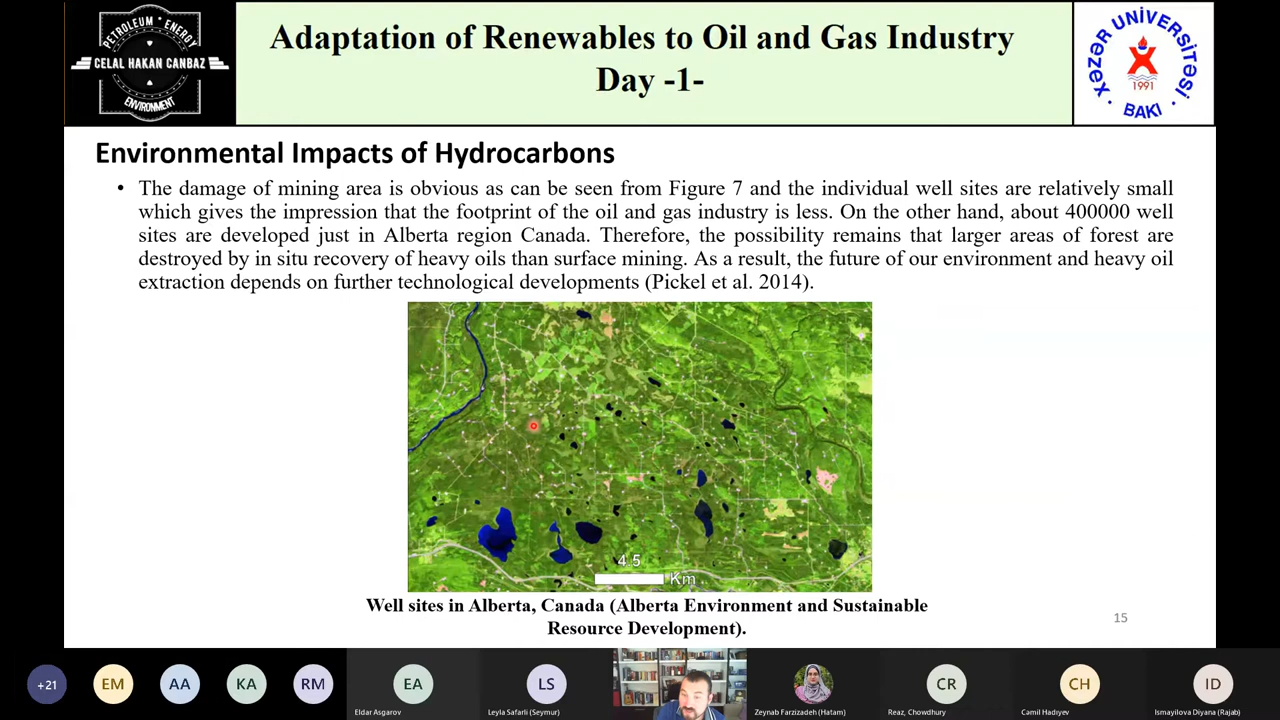 PETROLEUM * ENERGY
CELAL HAKAN CANBAZ
ENVIRONMENT
Adaptation of Renewables to Oil and Gas Industry
Day -1-
XƏZƏR UNİVERSİTƏSİ
1991
• BAKI •
Environmental Impacts of Hydrocarbons
• The damage of mining area is obvious as can be seen from Figure 7 and the individual well sites are relatively small
which gives the impression that the footprint of the oil and gas industry is less. On the other hand, about 400000 well
sites are developed just in Alberta region Canada. Therefore, the possibility remains that larger areas of forest are
destroyed by in situ recovery of heavy oils than surface mining. As a result, the future of our environment and heavy oil
extraction depends on further technological developments (Pickel et al. 2014).
4.5
Km
Well sites in Alberta, Canada (Alberta Environment and Sustainable
Resource Development).
15
+21
EM
AA
KA
RM
EA
LS
CR
CH
ID
Eldar Asgarov
Leyla Safarli (Seymur)
Zeynab Farzizadeh (Hatam)
Reaz, Chowdhury
Camil Hadıyev
Ismayilova Diyana (Rajab)